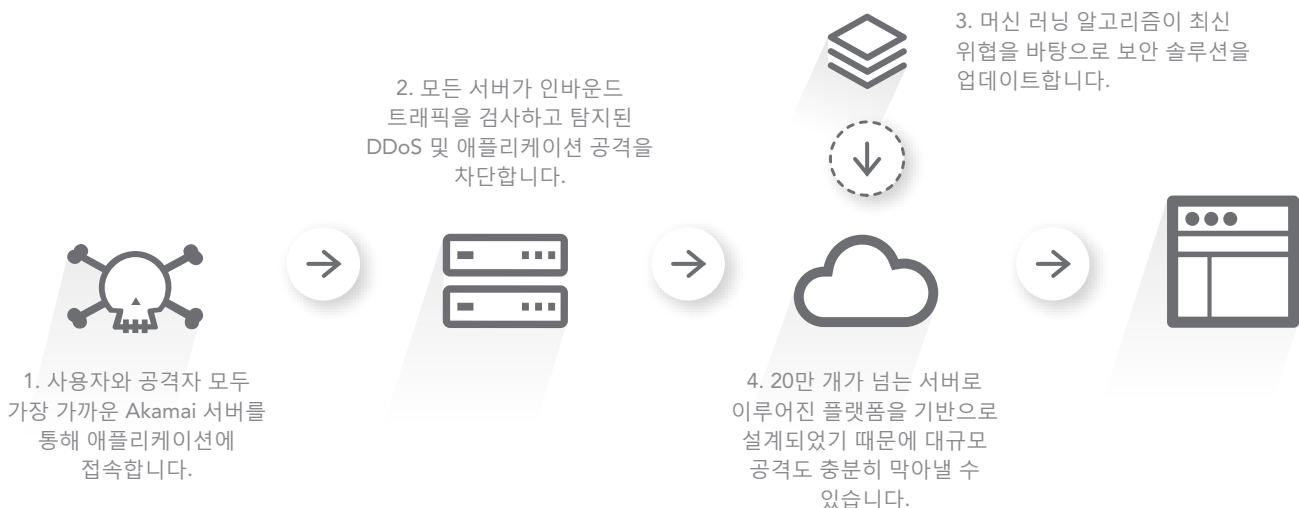 1. 사용자와 공격자 모두
가장 가까운 Akamai 서버를
통해 애플리케이션에
접속합니다.
2. 모든 서버가 인바운드
트래픽을 검사하고 탐지된
DDoS 및 애플리케이션 공격을
차단합니다.
3. 머신 러닝 알고리즘이 최신
위협을 바탕으로 보안 솔루션을
업데이트합니다.
4. 20만 개가 넘는 서버로
이루어진 플랫폼을 기반으로
설계되었기 때문에 대규모
공격도 충분히 막아낼 수
있습니다.